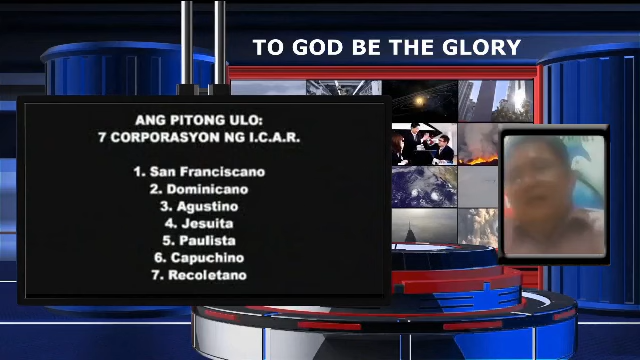 TO GOD BE THE GLORY
ANG PITONG ULO:
7 CORPORASYON NG I.C.A.R.
1. San Franciscano
2. Dominicano
3. Agustino
4. Jesuita
5. Paulista
6. Capuchino
7. Recoletano